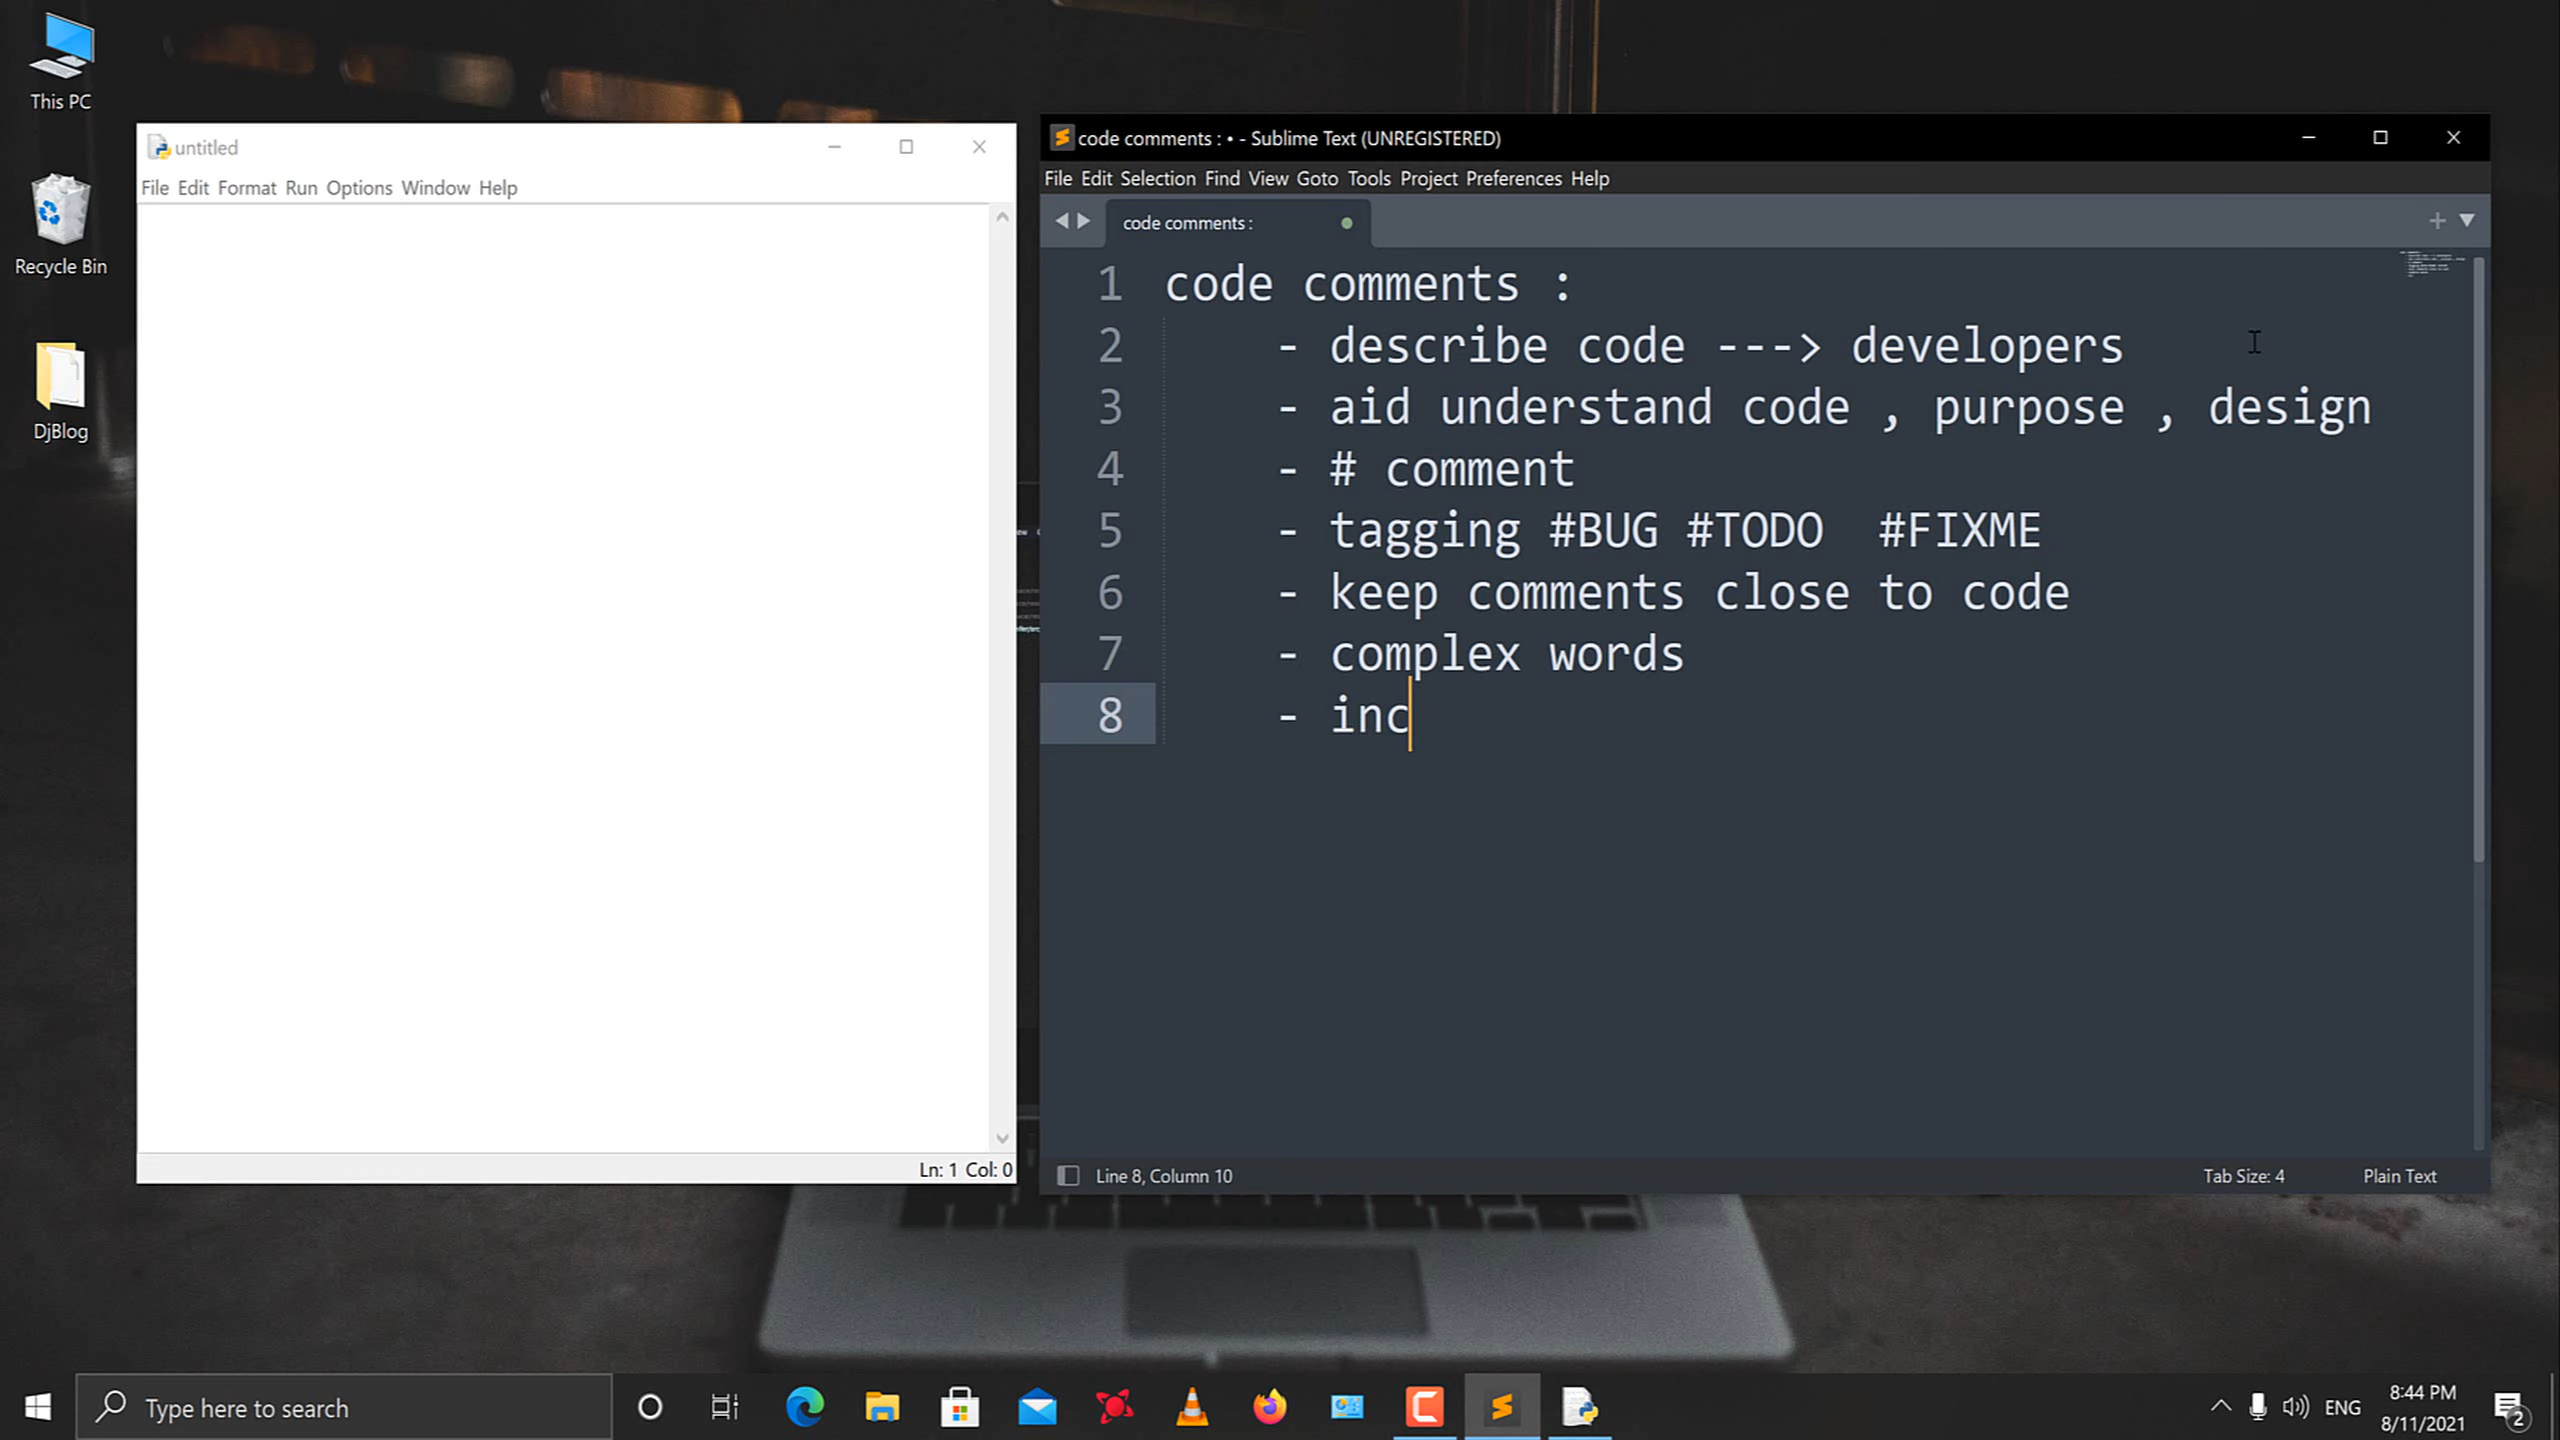 This PC
Recycle Bin
DjBlog
untitled
File Edit Format Run Options Window Help
Ln: 1 Col: 0
code comments : • - Sublime Text (UNREGISTERED)
File Edit Selection Find View Goto Tools Project Preferences Help
code comments :
1 code comments :
2 - describe code ---> developers
3 - aid understand code , purpose , design
4 - # comment
5 - tagging #BUG #TODO  #FIXME
6 - keep comments close to code
7 - complex words
8 - inc
Line 8, Column 10
Tab Size: 4
Plain Text
Type here to search
ENG
8:44 PM
8/11/2021
2